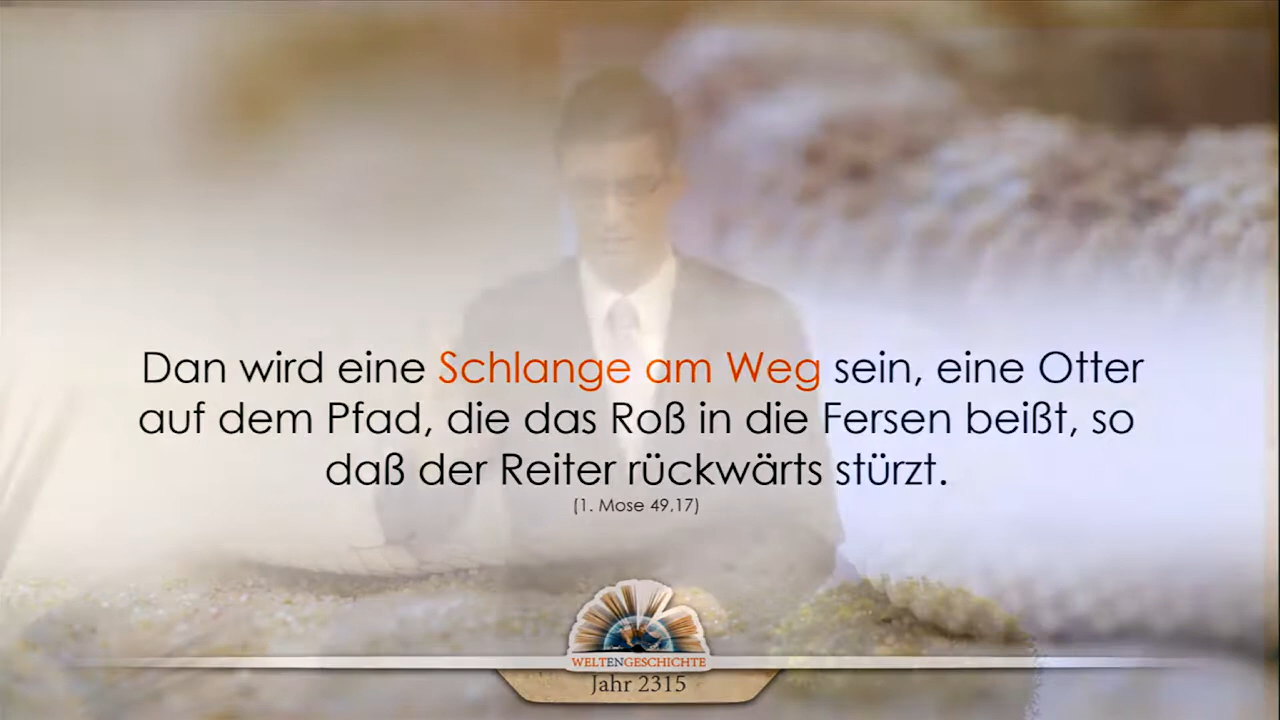 Dan wird eine Schlange am Weg sein, eine Otter
auf dem Pfad, die das Roß in die Fersen beißt, so
daß der Reiter rückwärts stürzt.
(1. Mose 49,17)
WELTENGESCHICHTE
Jahr 2315